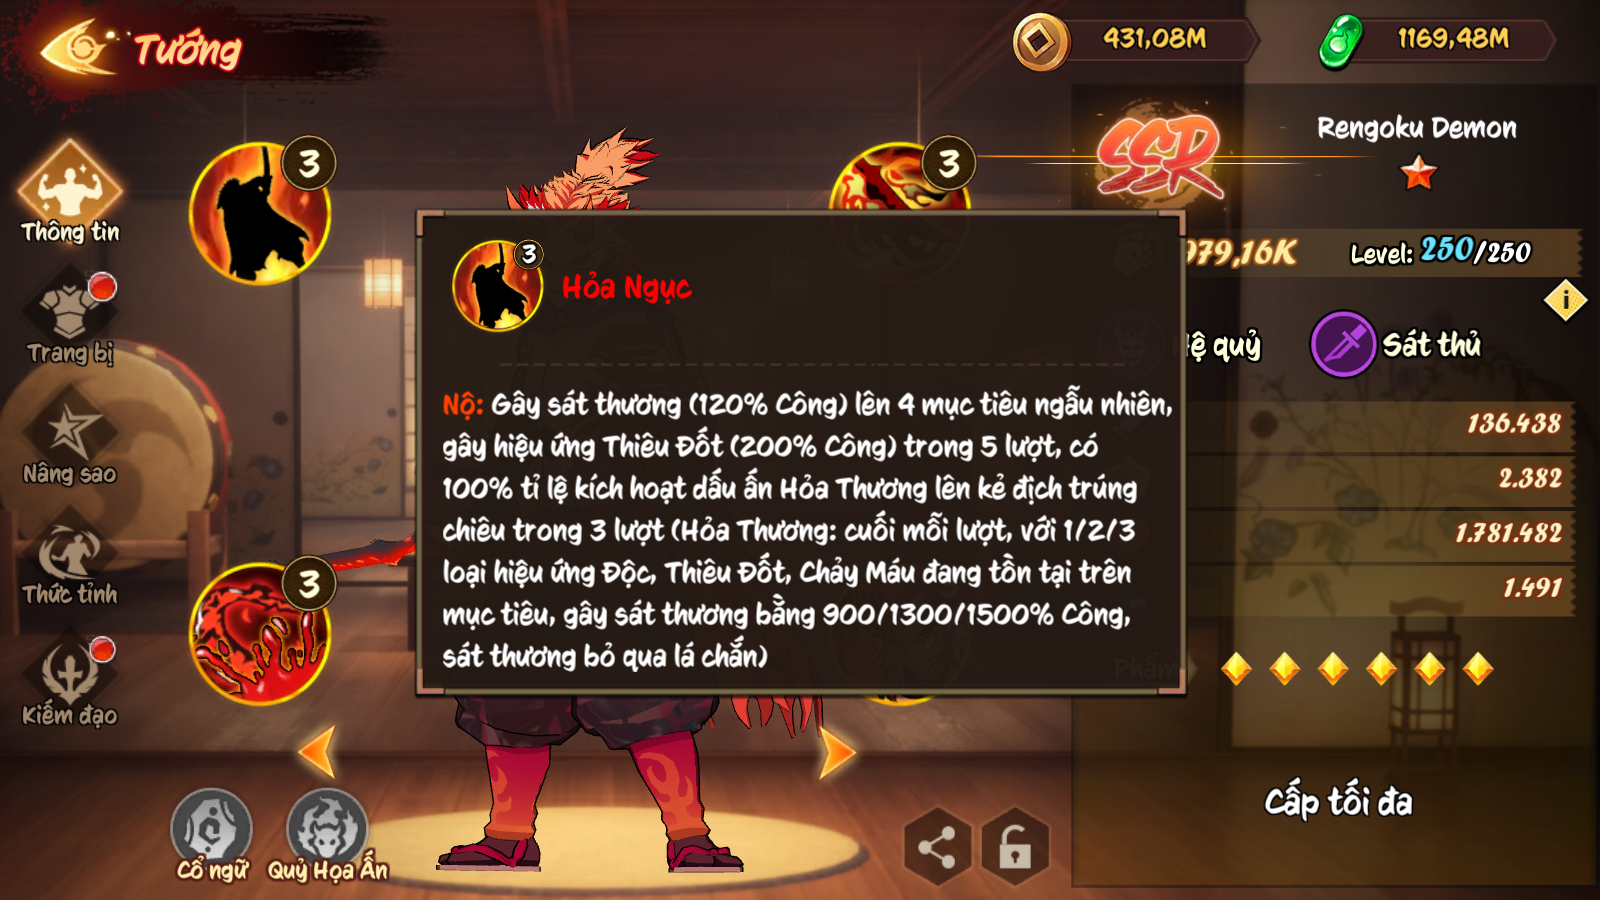 Tướng
431,08M
1169,48M
SSR
Rengoku Demon
Thông tin
3
3
979,16K
Level: 250/250
3
Hỏa Ngục
Hệ quỷ
Sát thủ
Trang bị
Nộ: Gây sát thương (120% Công) lên 4 mục tiêu ngẫu nhiên,
gây hiệu ứng Thiêu Đốt (200% Công) trong 5 lượt, có
100% tỉ lệ kích hoạt dấu ấn Hỏa Thương lên kẻ địch trúng
chiêu trong 3 lượt (Hỏa Thương: cuối mỗi lượt, với 1/2/3
loại hiệu ứng Độc, Thiêu Đốt, Chảy Máu đang tồn tại trên
mục tiêu, gây sát thương bằng 900/1300/1500% Công,
sát thương bỏ qua lá chắn)
136.438
2.382
1.781.482
1.491
Nâng sao
3
Thức tỉnh
Phẩm
Kiếm đạo
Cấp tối đa
Cổ ngữ
Quỷ Họa Ấn